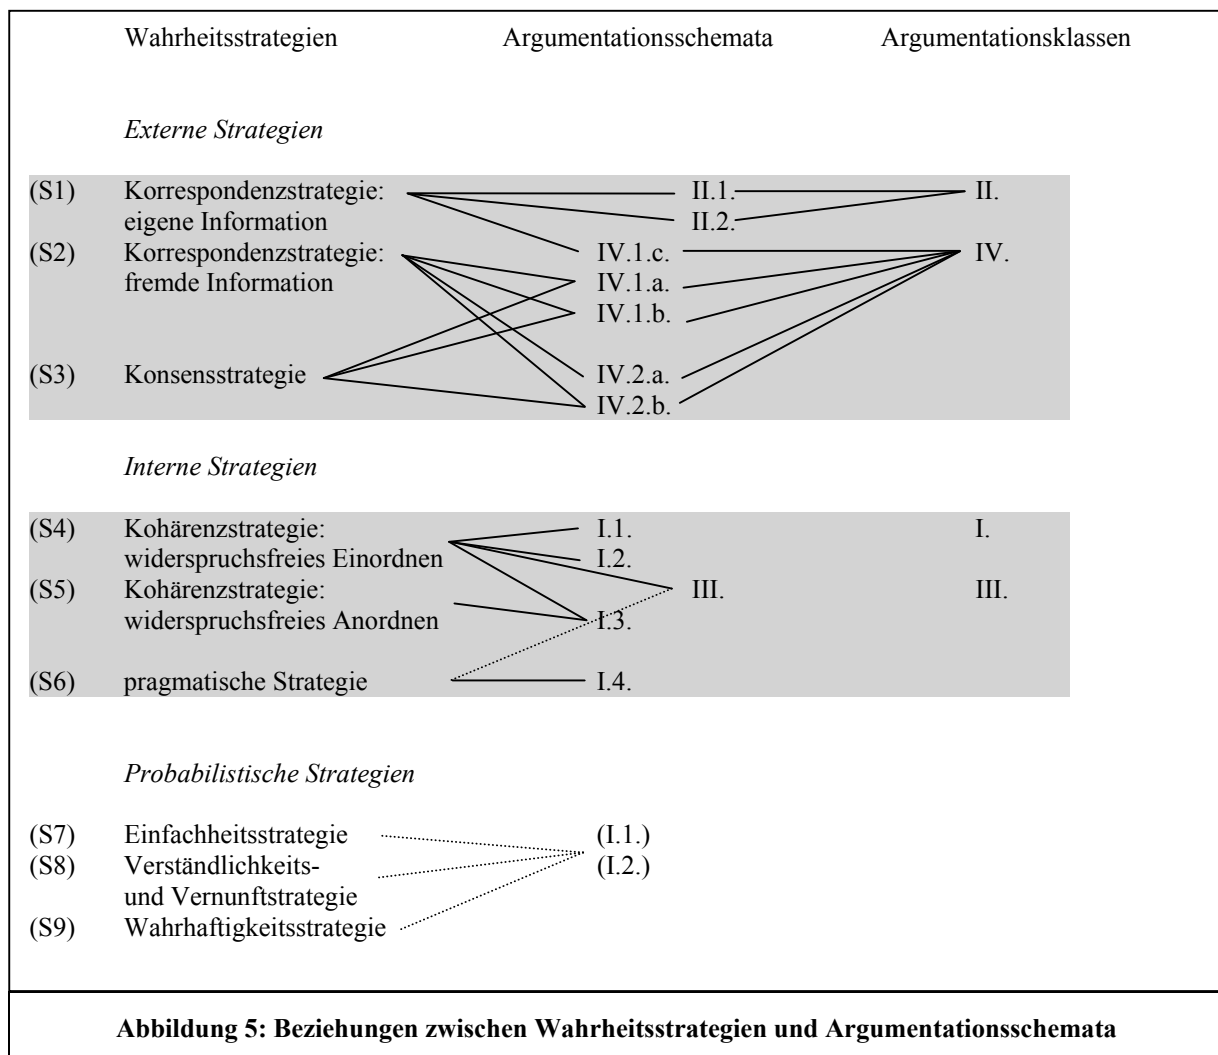 Wahrheitsstrategien Argumentationsschemata Argumentationsklassen
Externe Strategien
(S1) Korrespondenzstrategie: II.1. II.
eigene Information II.2.
(S2) Korrespondenzstrategie: IV.1.c. IV.
fremde Information IV.1.a.
IV.1.b.
(S3) Konsensstrategie IV.2.a.
IV.2.b.
Interne Strategien
(S4) Kohärenzstrategie: I.1. I.
widerspruchsfreies Einordnen I.2.
(S5) Kohärenzstrategie: III. III.
widerspruchsfreies Anordnen I.3.
(S6) pragmatische Strategie I.4.
Probabilistische Strategien
(S7) Einfachheitsstrategie (I.1.)
(S8) Verständlichkeits- (I.2.)
und Vernunftstrategie
(S9) Wahrhaftigkeitsstrategie
Abbildung 5: Beziehungen zwischen Wahrheitsstrategien und Argumentationsschemata